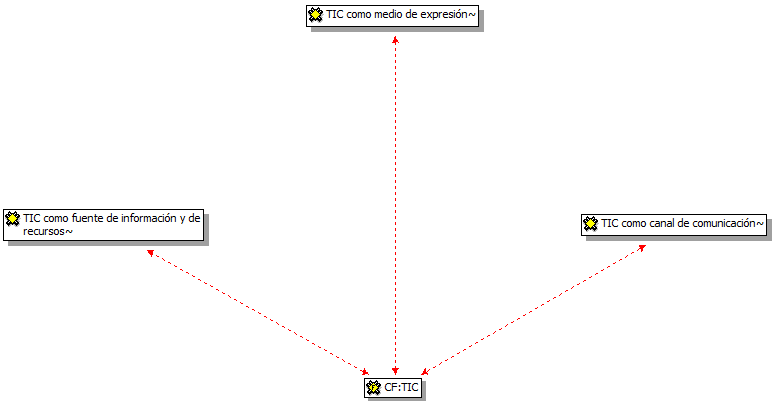 TIC como medio de expresión~
TIC como fuente de información y de
recursos~
TIC como canal de comunicación~
CF:TIC